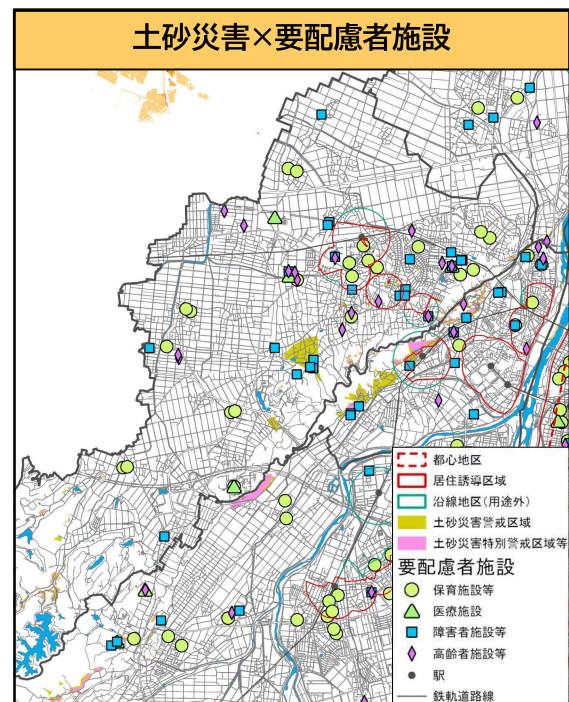 土砂災害×要配慮者施設
都心地区
居住誘導区域
沿線地区(用途外)
土砂災害警戒区域
土砂災害特別警戒区域等
要配慮者施設
保育施設等
医療施設
障害者施設等
高齢者施設等
駅
鉄軌道路線